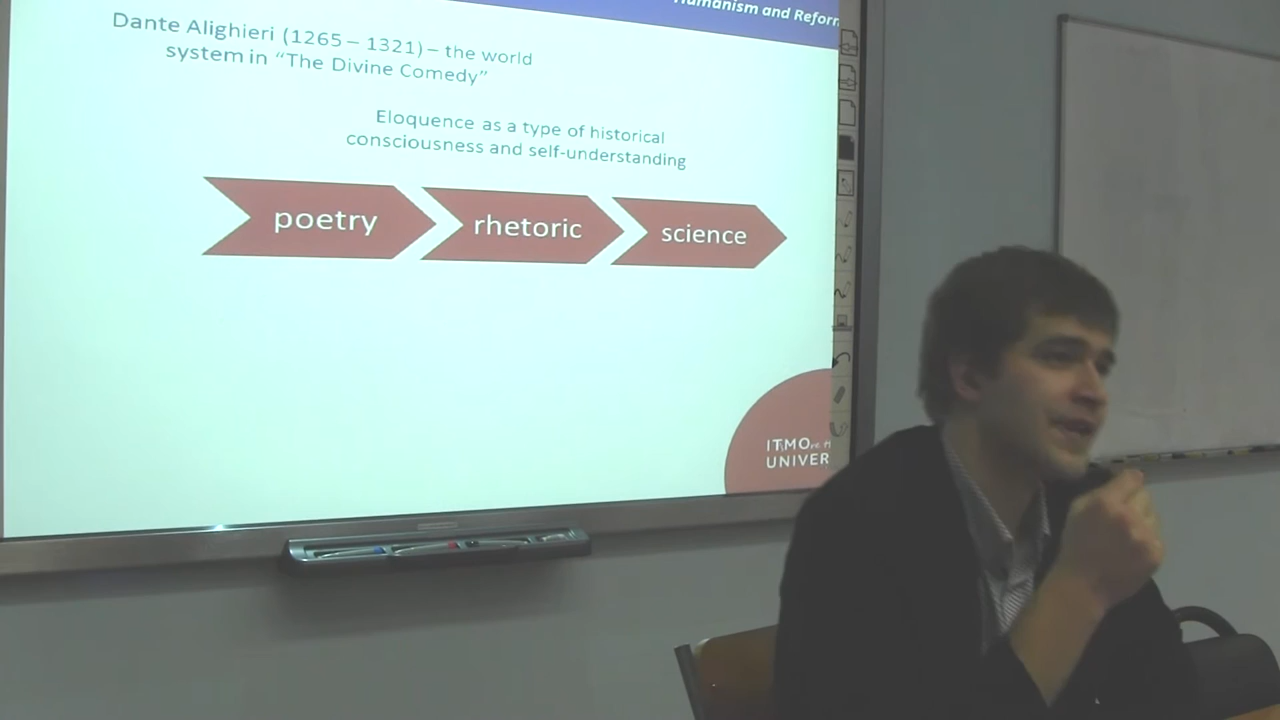 Humanism and Reform
Dante Alighieri (1265 – 1321) – the world
system in "The Divine Comedy"
Eloquence as a type of historical
consciousness and self-understanding
poetry
rhetoric
science
ITMO
UNIVER